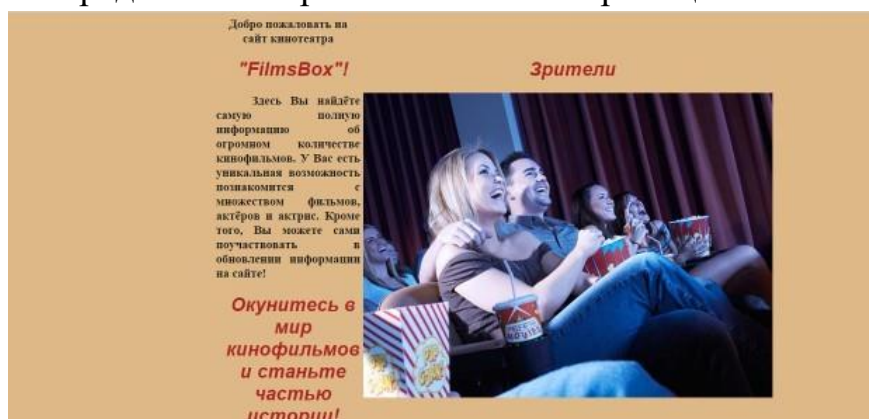 Добро пожаловать на
сайт кинотеатра
"FilmsBox"!
Зрители
Здесь Вы найдёте
самую полную
информацию об
огромном количестве
кинофильмов. У Вас есть
уникальная возможность
познакомится с
множеством фильмов,
актёров и актрис. Кроме
того, Вы можете сами
поучаствовать в
обновлении информации
на сайте!
Окунитесь в
мир
кинофильмов
и станьте
частью
истории!